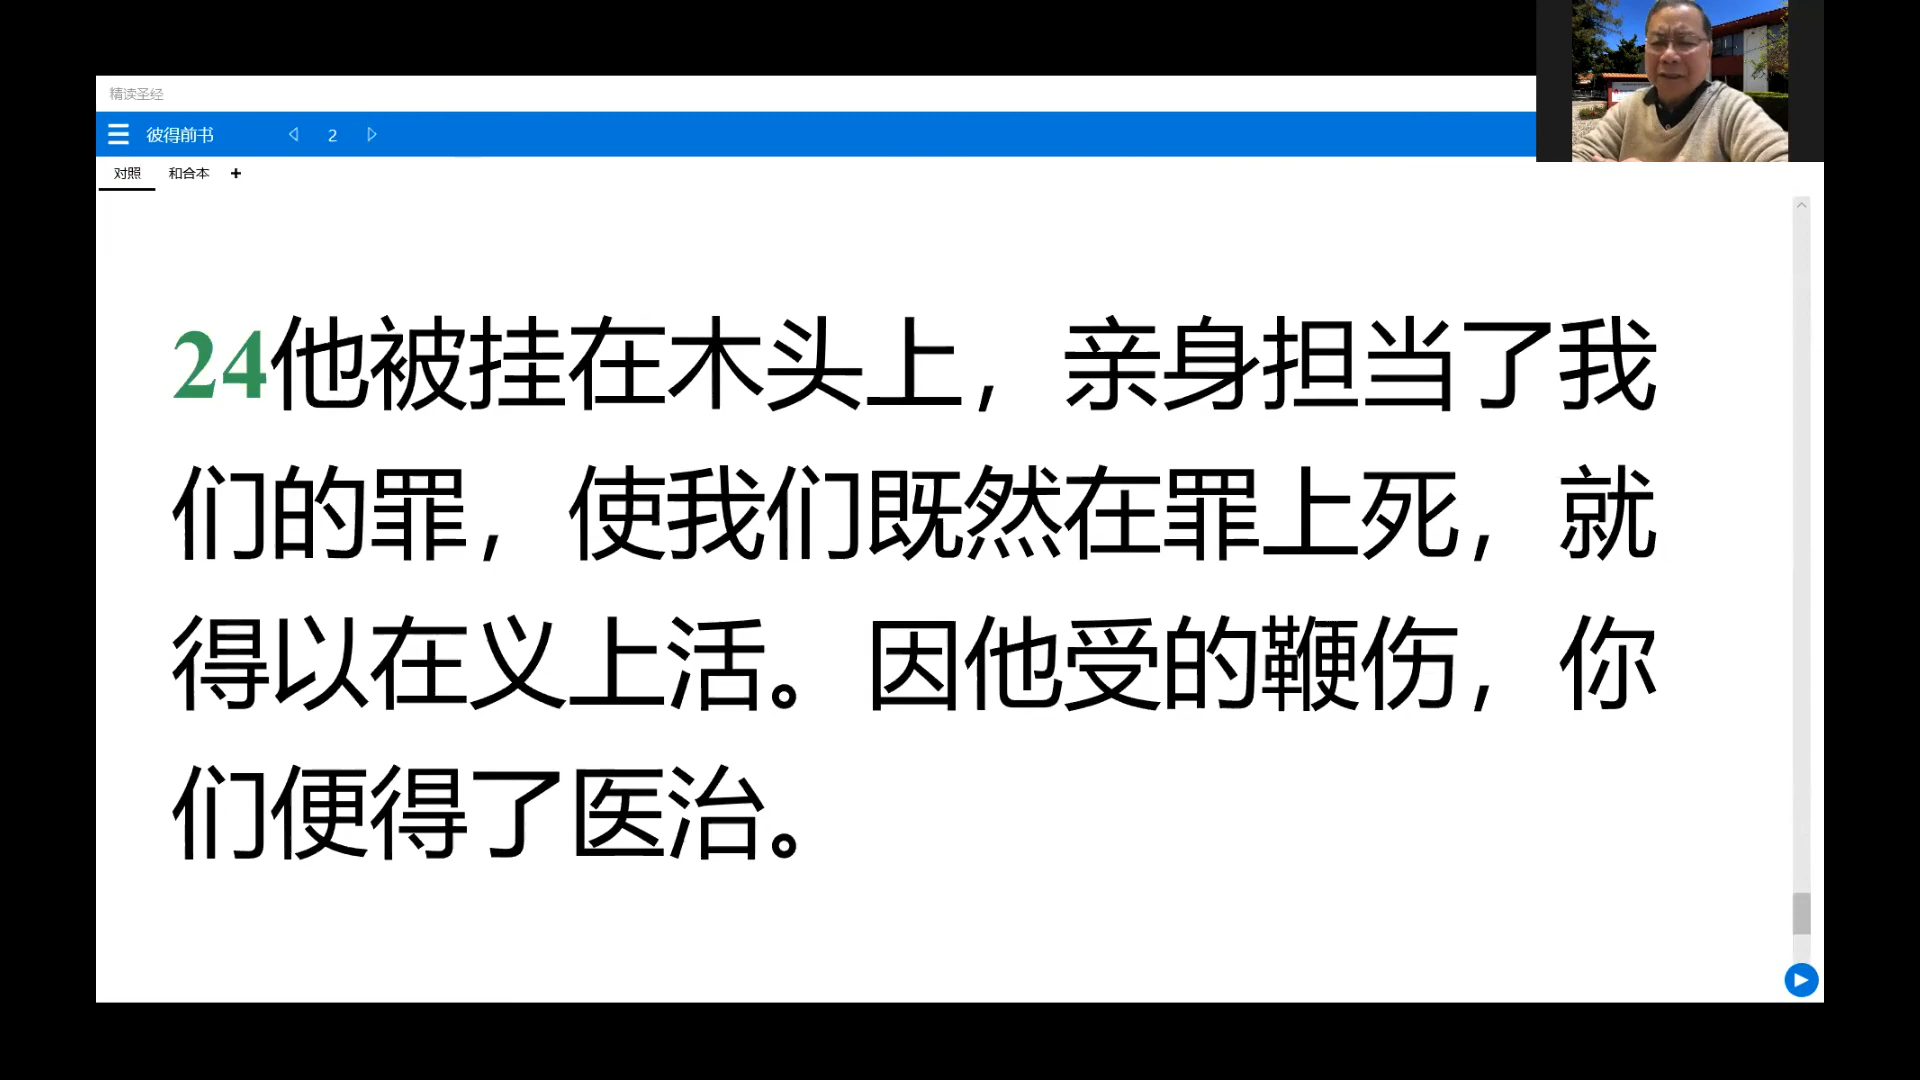 精读圣经
彼得前书 2
对照 和合本 +
24他被挂在木头上，亲身担当了我
们的罪，使我们既然在罪上死，就
得以在义上活。因他受的鞭伤，你
们便得了医治。